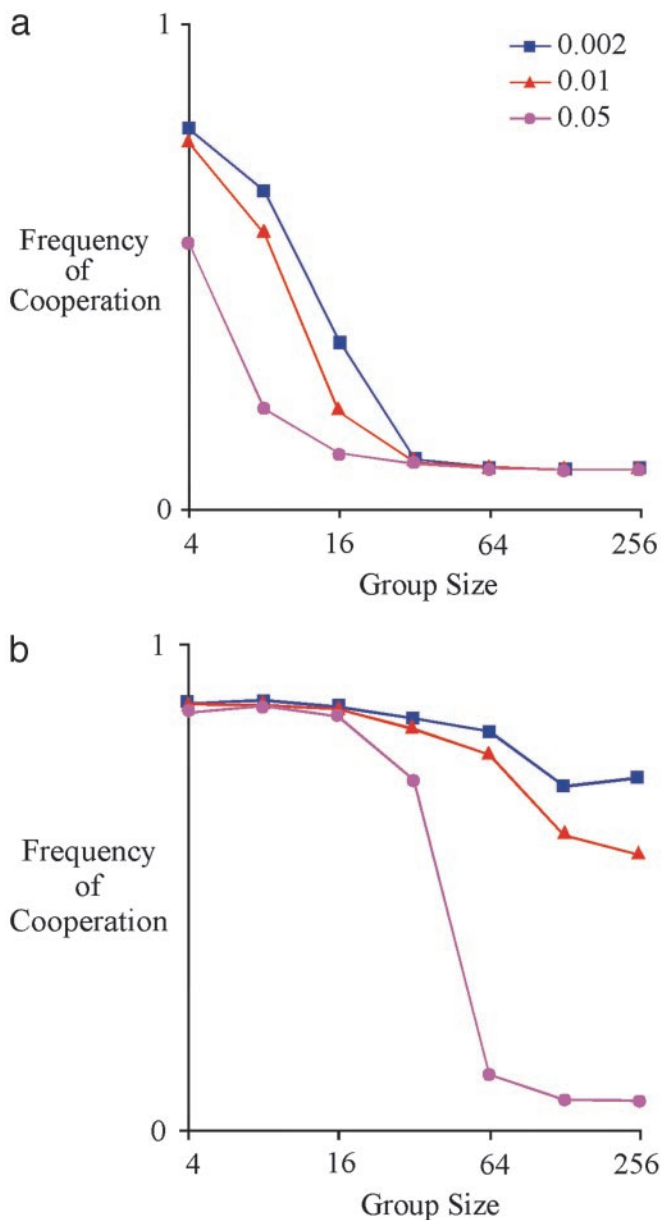 a
1
0.002
0.01
0.05
Frequency
of
Cooperation
0
4 16 64 256
Group Size
b
1
Frequency
of
Cooperation
0
4 16 64 256
Group Size